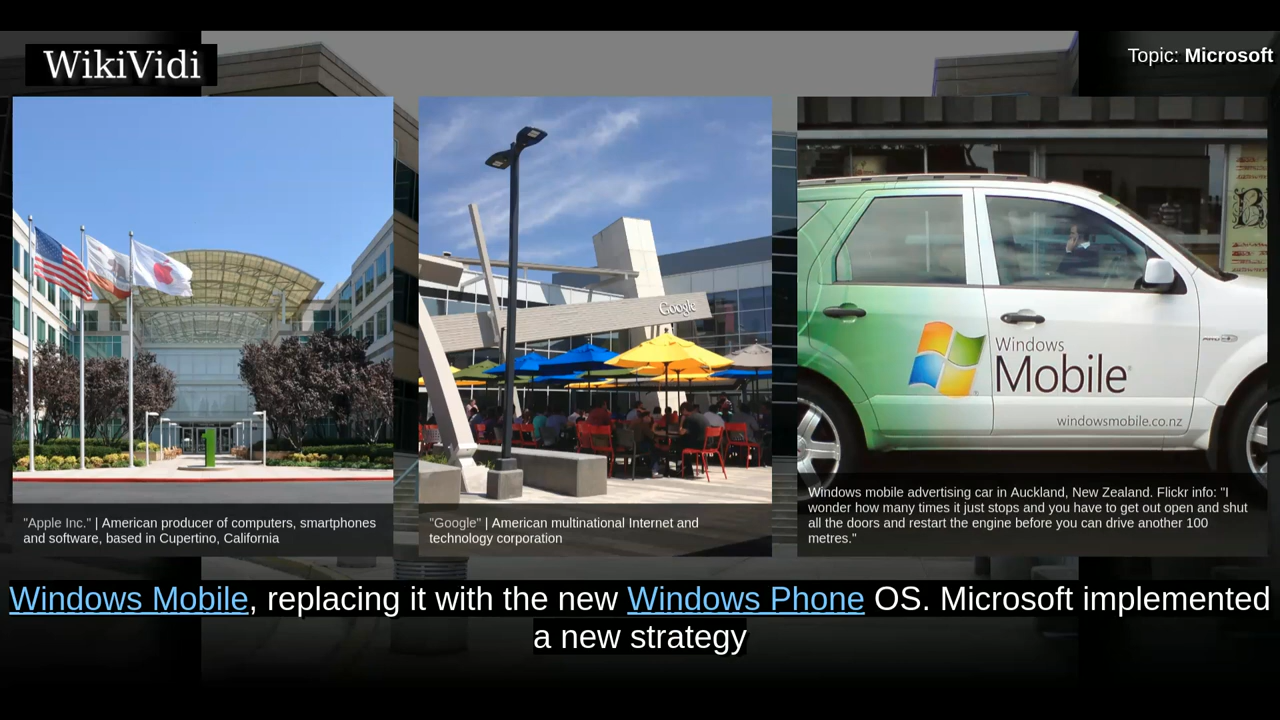 WikiVidi
Topic: Microsoft
Google
Windows
Mobile
windowsmobile.co.nz
"Apple Inc." | American producer of computers, smartphones
and software, based in Cupertino, California
"Google" | American multinational Internet and
technology corporation
Windows mobile advertising car in Auckland, New Zealand. Flickr info: "I
wonder how many times it just stops and you have to get out open and shut
all the doors and restart the engine before you can drive another 100
metres."
Windows Mobile, replacing it with the new Windows Phone OS. Microsoft implemented
a new strategy